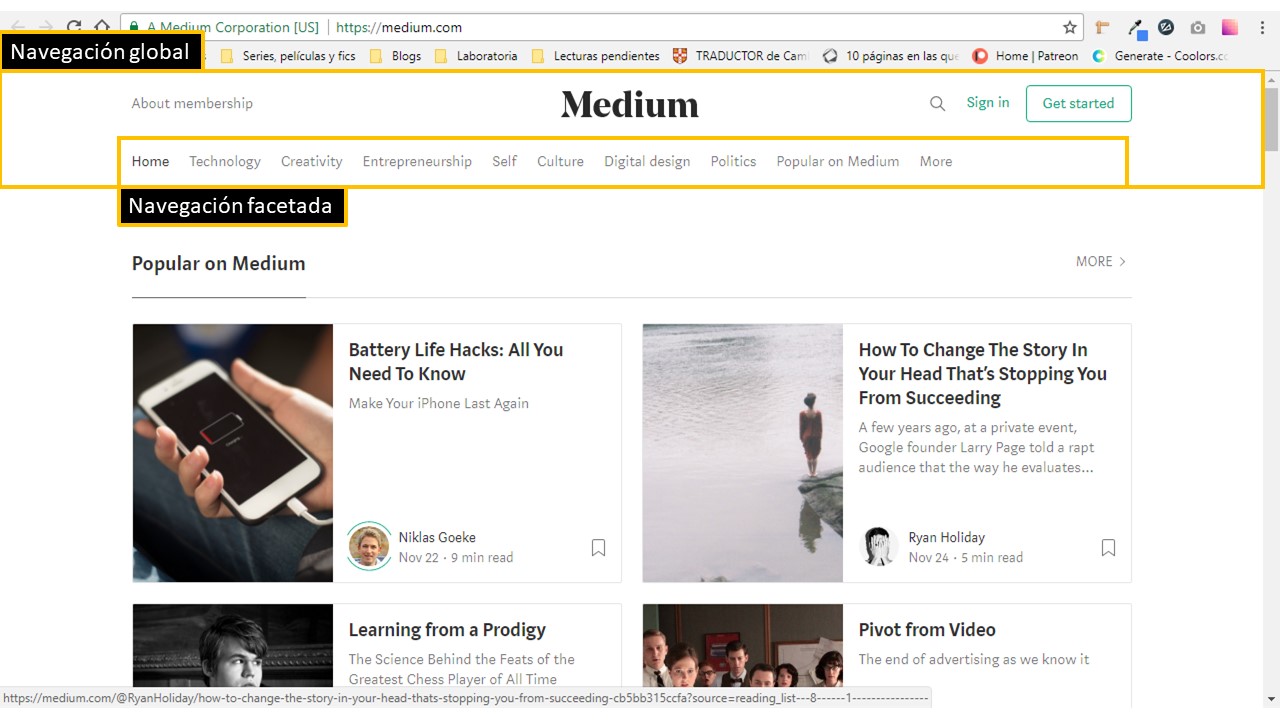 A Medium Corporation [US] https://medium.com
Navegación global
Series, películas y fics Blogs Laboratoria Lecturas pendientes TRADUCTOR de Cam 10 páginas en las que Home | Patreon Generate - Coolors.c
About membership Medium Sign in Get started
Home Technology Creativity Entrepreneurship Self Culture Digital design Politics Popular on Medium More
Navegación facetada
Popular on Medium MORE
Battery Life Hacks: All You
Need To Know
Make Your iPhone Last Again
Niklas Goeke
Nov 22 · 9 min read
How To Change The Story In
Your Head That's Stopping You
From Succeeding
A few years ago, at a private event,
Google founder Larry Page told a rapt
audience that the way he evaluates...
Ryan Holiday
Nov 24 · 5 min read
Learning from a Prodigy
The Science Behind the Feats of the
Greatest Chess Player of All Time
Pivot from Video
The end of advertising as we know it
https://medium.com/@RyanHoliday/how-to-change-the-story-in-your-head-thats-stopping-you-from-succeeding-cb5bb315ccfa?source=reading_list---8------1----------------